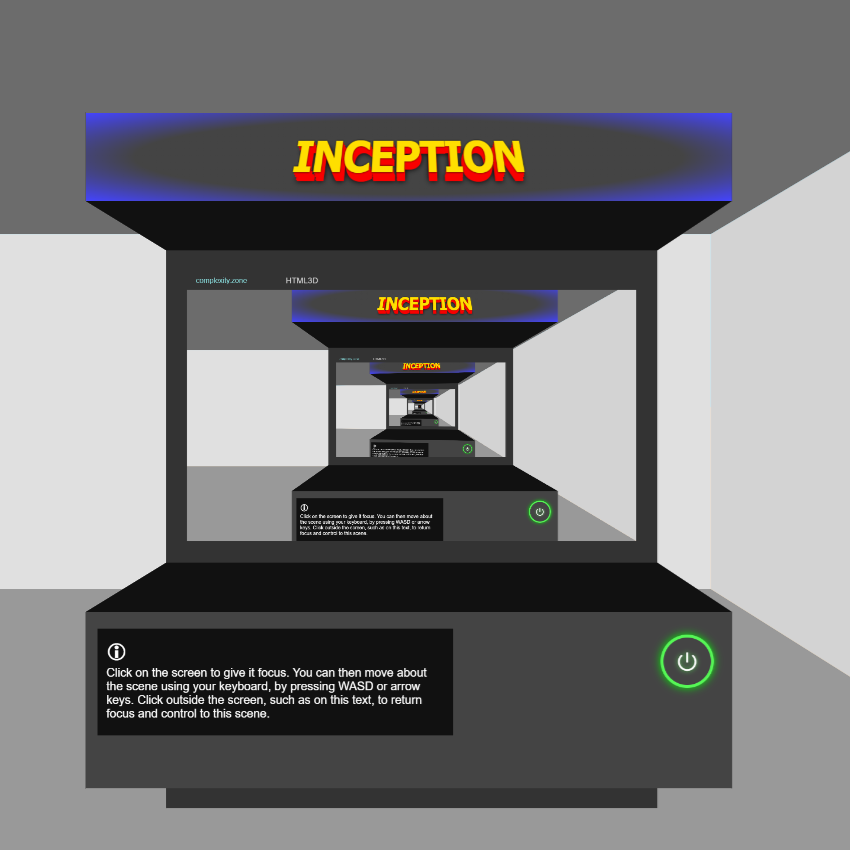 INCEPTION
complexity.zone HTML3D
INCEPTION
INCEPTION
Click on the screen to give it focus. You can then move about
the scene using your keyboard, by pressing WASD or arrow
keys. Click outside the screen, such as on this text, to return
focus and control to this scene.
Click on the screen to give it focus. You can then move about
the scene using your keyboard, by pressing WASD or arrow
keys. Click outside the screen, such as on this text, to return
focus and control to this scene.